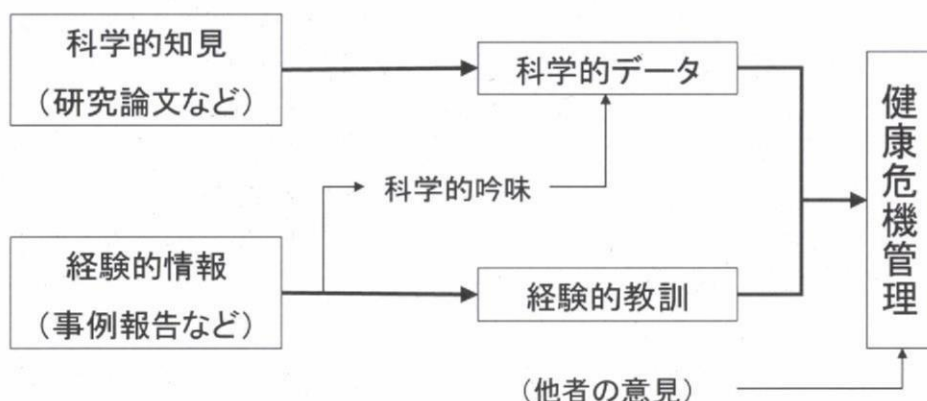 科学的知見
（研究論文など）
科学的データ
科学的吟味
経験的情報
（事例報告など）
経験的教訓
健康危機管理
（他者の意見）